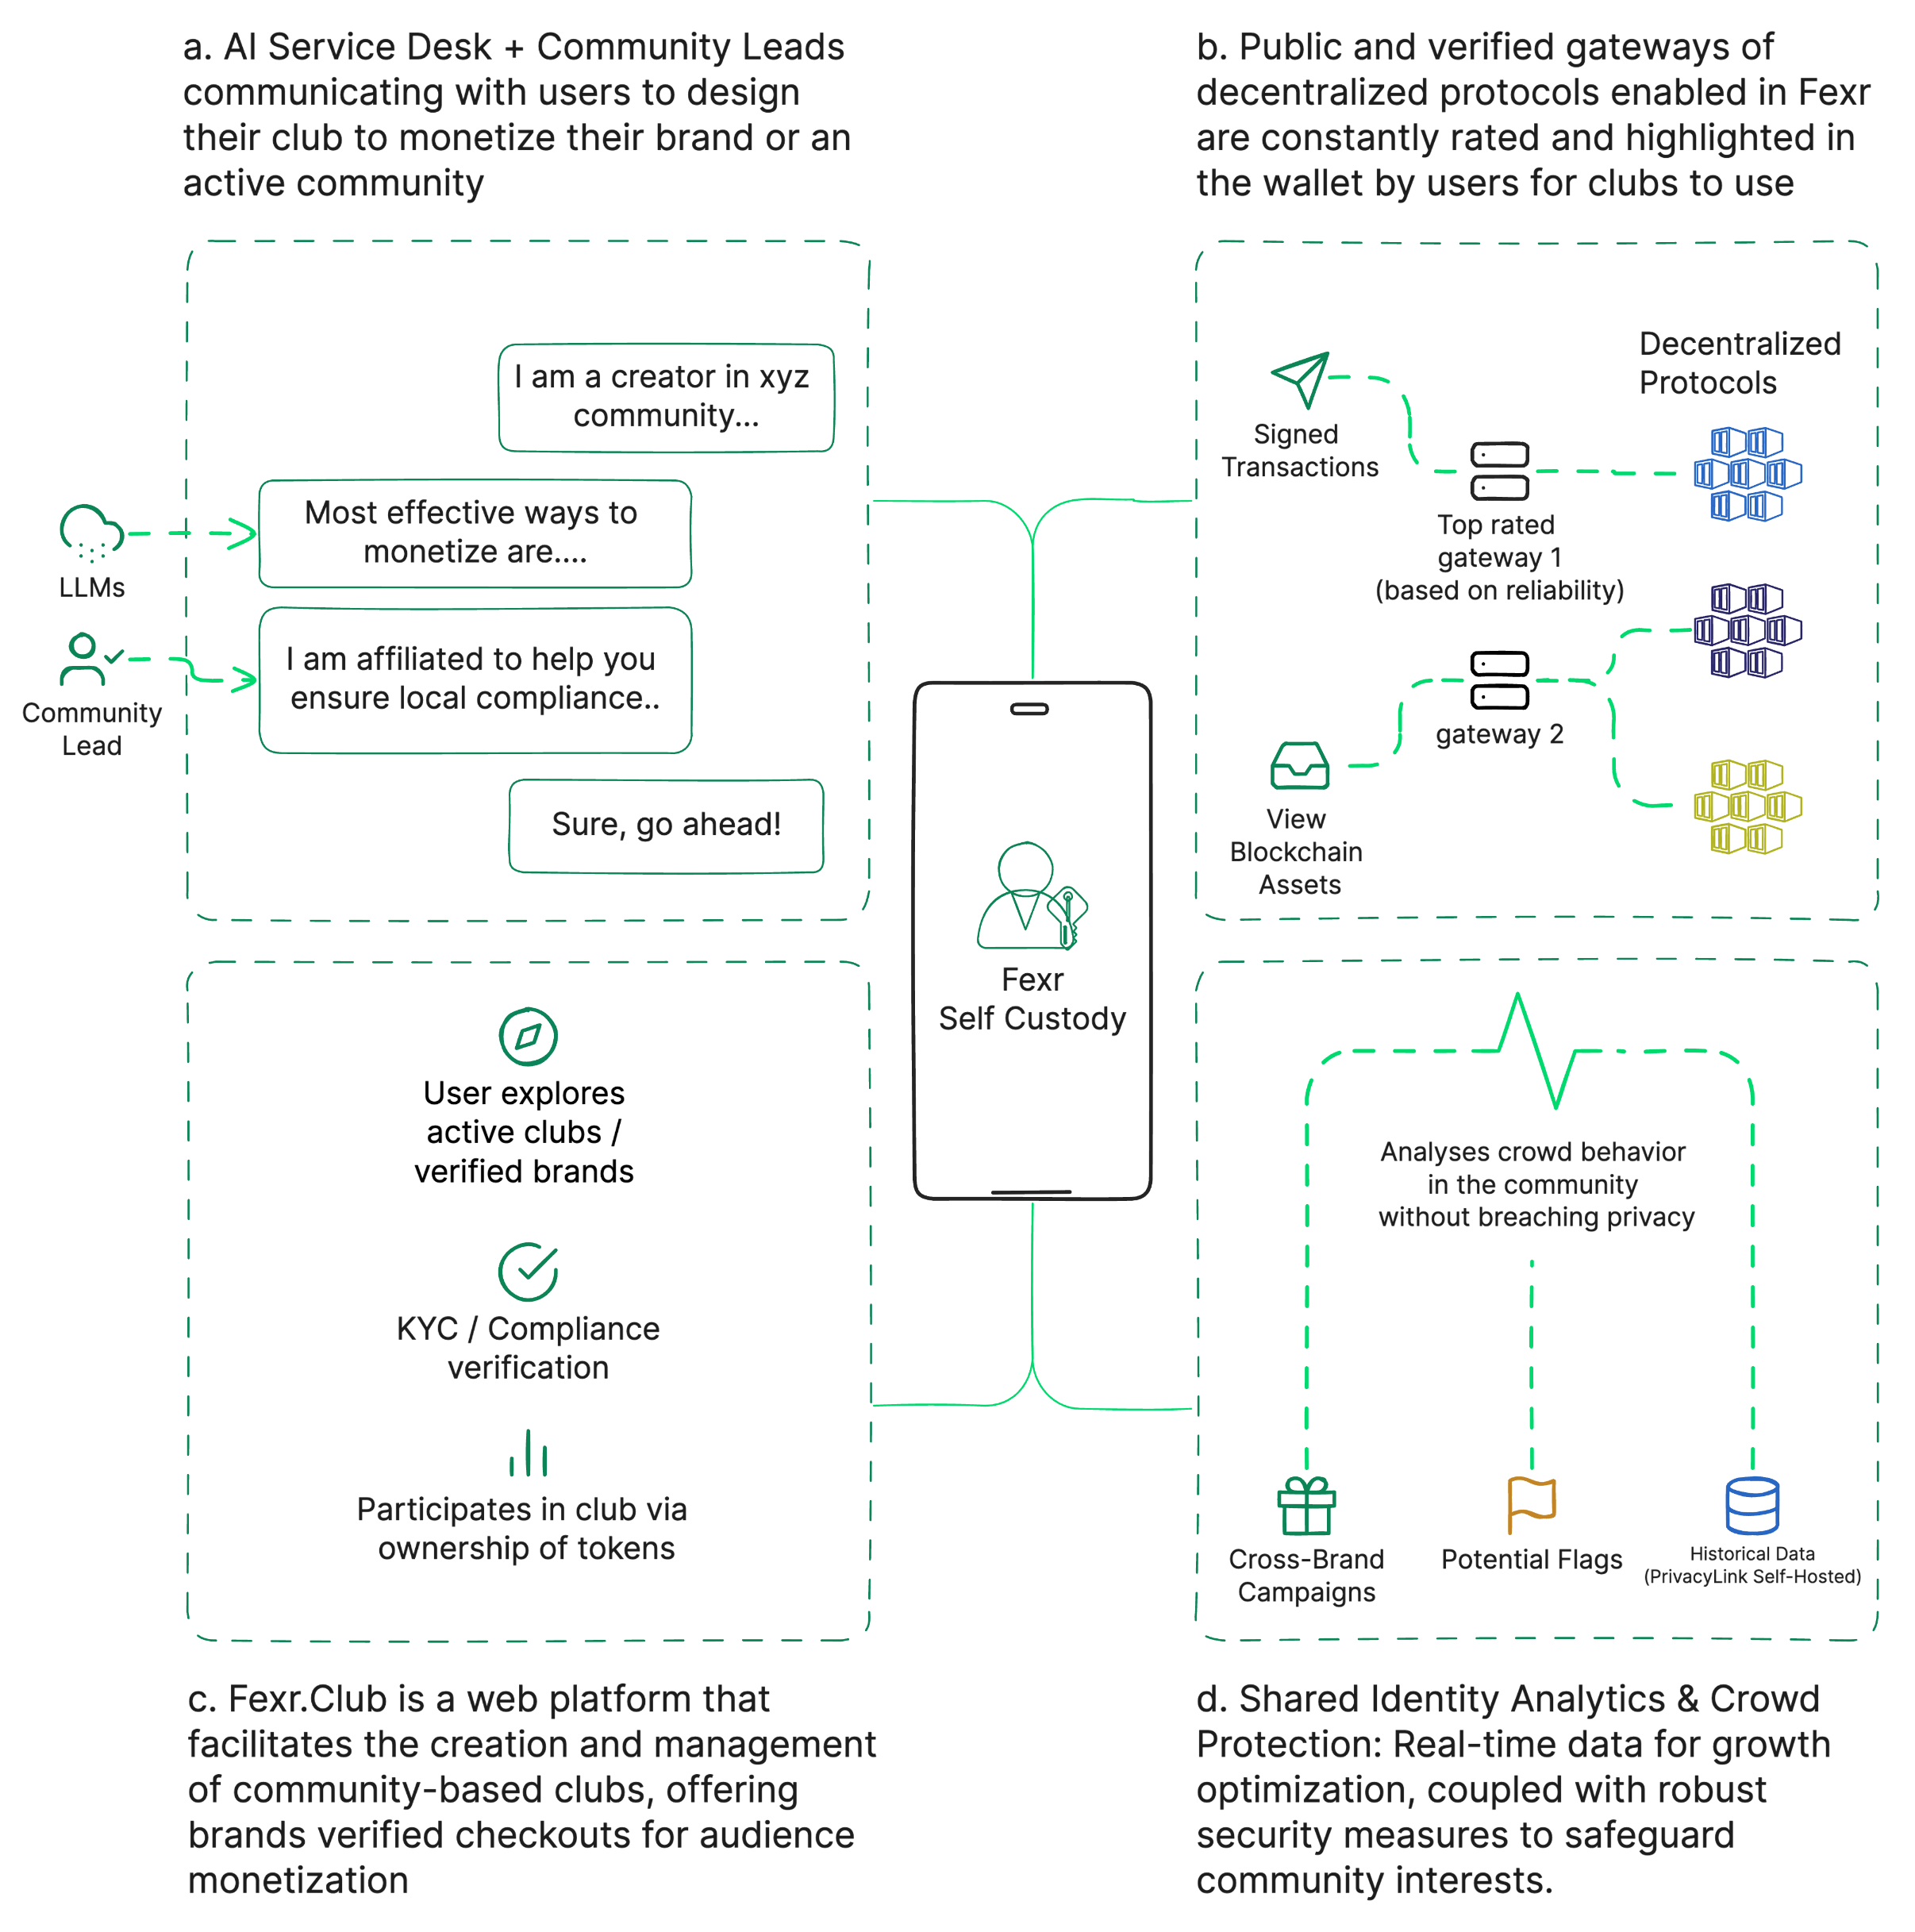 a. AI Service Desk + Community Leads
communicating with users to design
their club to monetize their brand or an
active community
b. Public and verified gateways of
decentralized protocols enabled in Fexr
are constantly rated and highlighted in
the wallet by users for clubs to use
I am a creator in xyz
community...
Most effective ways to
monetize are....
LLMs
I am affiliated to help you
ensure local compliance..
Community
Lead
Sure, go ahead!
Decentralized
Protocols
Signed
Transactions
Top rated
gateway 1
(based on reliability)
gateway 2
View
Blockchain
Assets
Fexr
Self Custody
User explores
active clubs /
verified brands
KYC / Compliance
verification
Participates in club via
ownership of tokens
Analyses crowd behavior
in the community
without breaching privacy
Cross-Brand
Campaigns
Potential Flags
Historical Data
(PrivacyLink Self-Hosted)
c. Fexr.Club is a web platform that
facilitates the creation and management
of community-based clubs, offering
brands verified checkouts for audience
monetization
d. Shared Identity Analytics & Crowd
Protection: Real-time data for growth
optimization, coupled with robust
security measures to safeguard
community interests.